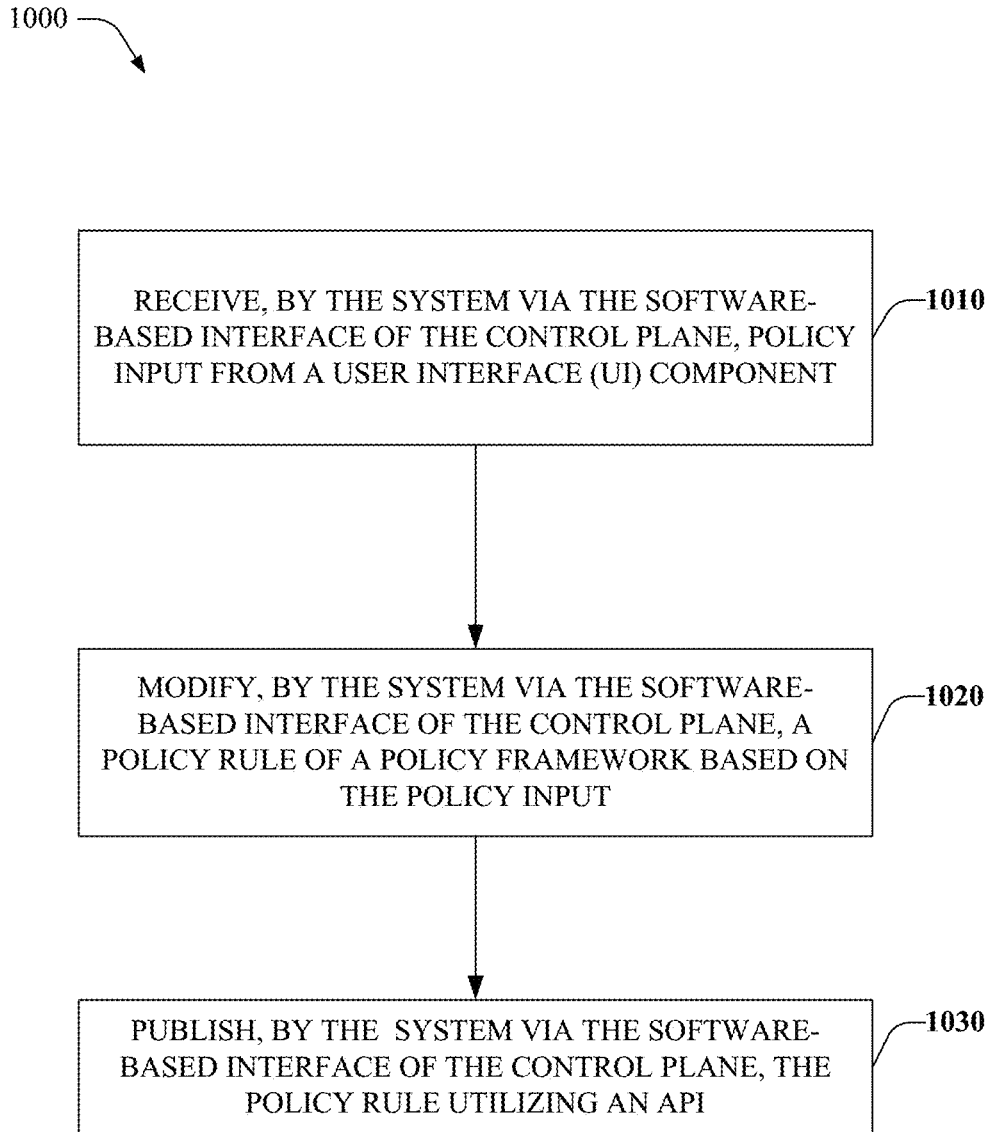 1000
RECEIVE, BY THE SYSTEM VIA THE SOFTWARE-
BASED INTERFACE OF THE CONTROL PLANE, POLICY
INPUT FROM A USER INTERFACE (UI) COMPONENT
1010
MODIFY, BY THE SYSTEM VIA THE SOFTWARE-
BASED INTERFACE OF THE CONTROL PLANE, A
POLICY RULE OF A POLICY FRAMEWORK BASED ON
THE POLICY INPUT
1020
PUBLISH, BY THE SYSTEM VIA THE SOFTWARE-
BASED INTERFACE OF THE CONTROL PLANE, THE
POLICY RULE UTILIZING AN API
1030